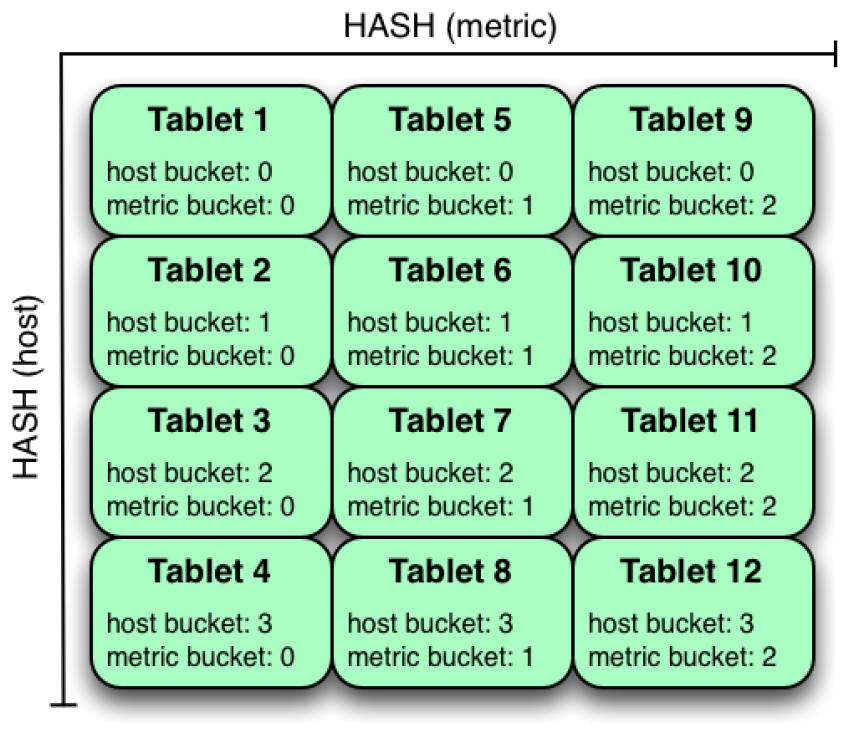 HASH (metric)
HASH (host)
Tablet 1
host bucket: 0
metric bucket: 0
Tablet 5
host bucket: 0
metric bucket: 1
Tablet 9
host bucket: 0
metric bucket: 2
Tablet 2
host bucket: 1
metric bucket: 0
Tablet 6
host bucket: 1
metric bucket: 1
Tablet 10
host bucket: 1
metric bucket: 2
Tablet 3
host bucket: 2
metric bucket: 0
Tablet 7
host bucket: 2
metric bucket: 1
Tablet 11
host bucket: 2
metric bucket: 2
Tablet 4
host bucket: 3
metric bucket: 0
Tablet 8
host bucket: 3
metric bucket: 1
Tablet 12
host bucket: 3
metric bucket: 2